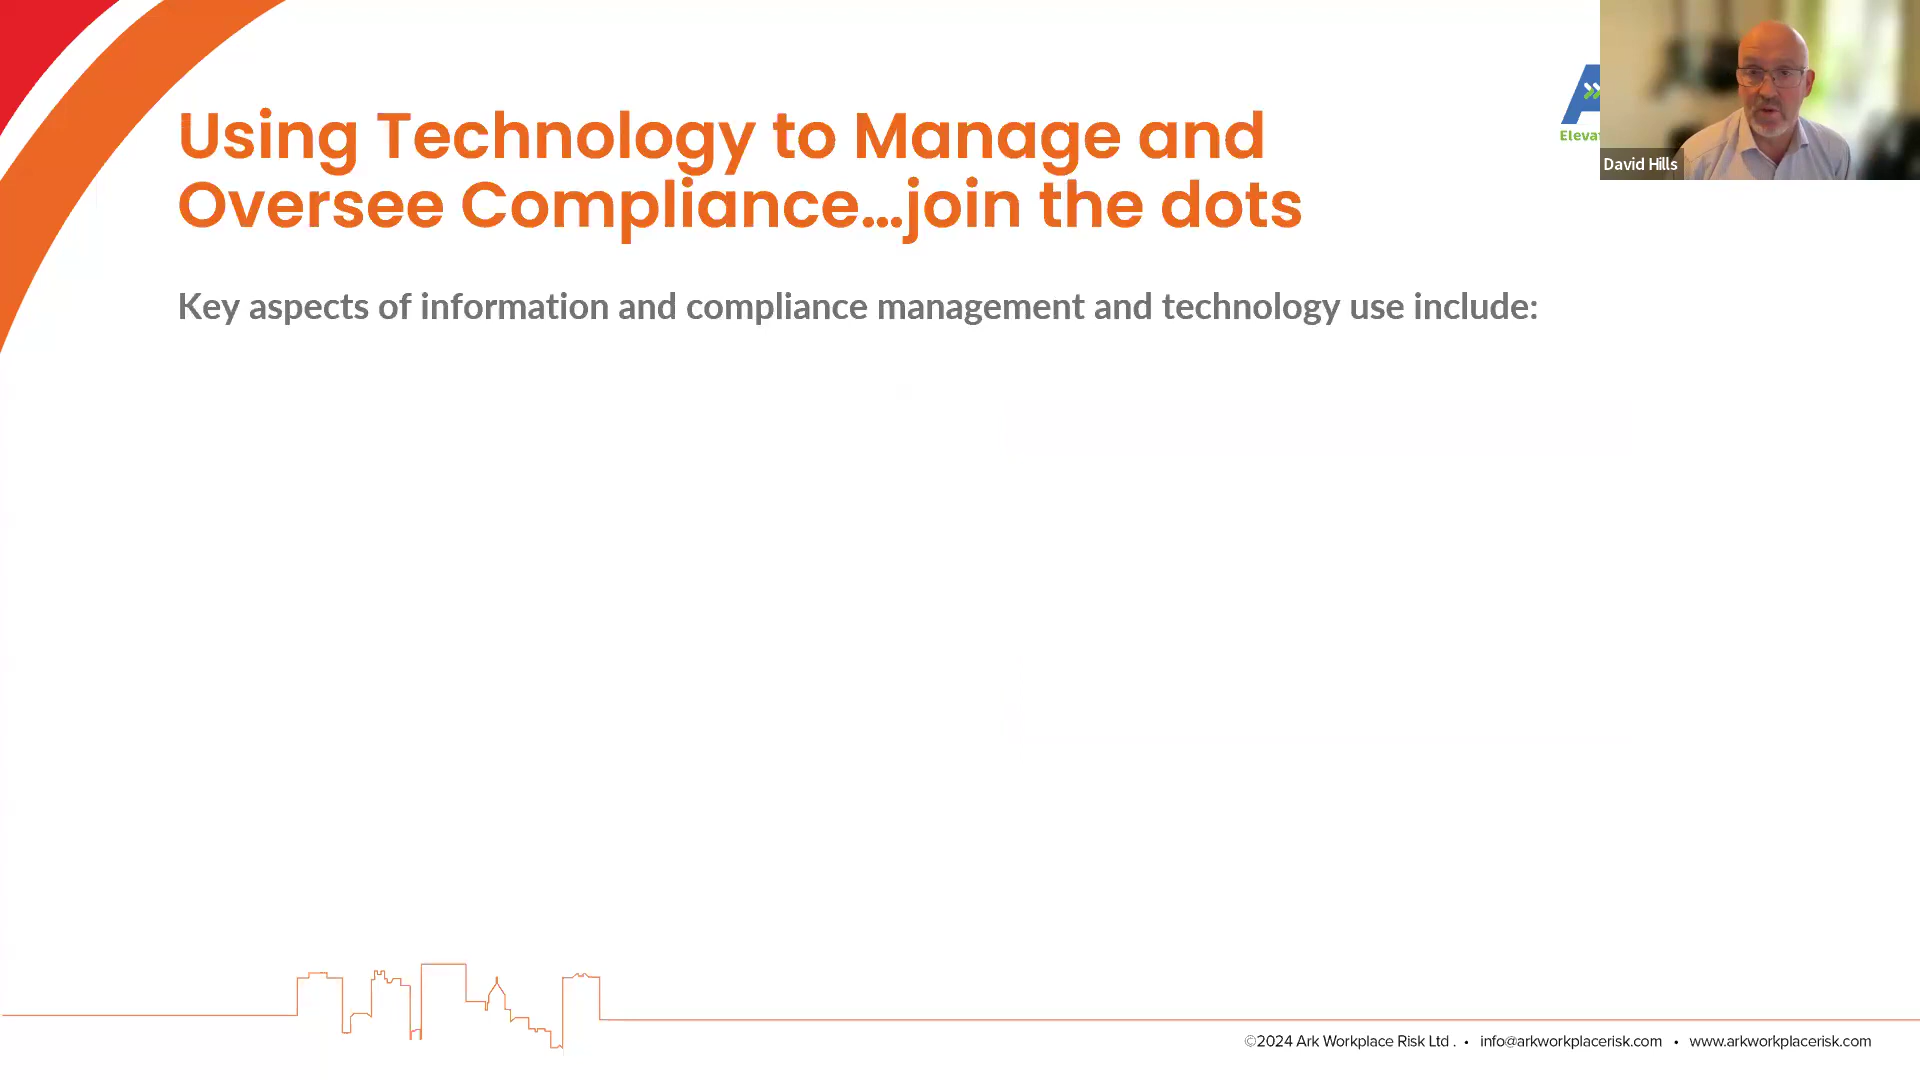 Using Technology to Manage and
Oversee Compliance...join the dots
David Hills
Key aspects of information and compliance management and technology use include:
©2024 Ark Workplace Risk Ltd . • info@arkworkplacerisk.com • www.arkworkplacerisk.com